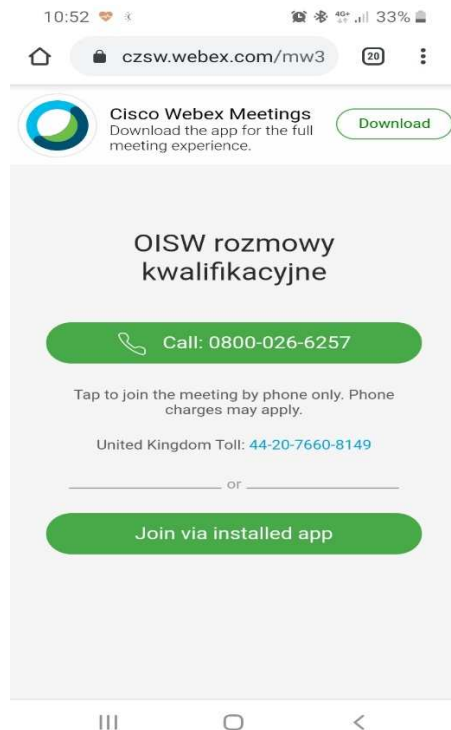 10:52
4G+ 33%
czsw.webex.com/mw3
20
Cisco Webex Meetings
Download the app for the full
meeting experience.
Download
OISW rozmowy
kwalifikacyjne
Call: 0800-026-6257
Tap to join the meeting by phone only. Phone
charges may apply.
United Kingdom Toll: 44-20-7660-8149
or
Join via installed app